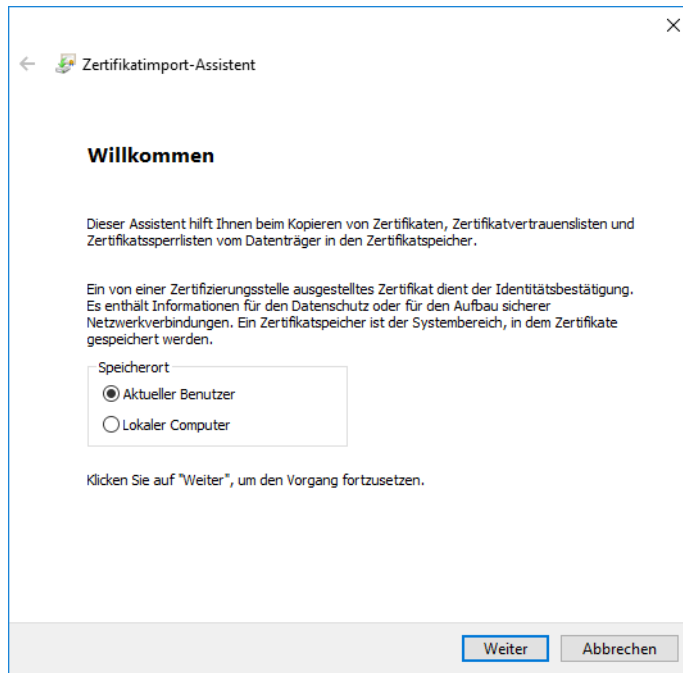 Zertifikatimport-Assistent
Willkommen
Dieser Assistent hilft Ihnen beim Kopieren von Zertifikaten, Zertifikatvertrauenslisten und
Zertifikatssperrlisten vom Datenträger in den Zertifikatspeicher.
Ein von einer Zertifizierungsstelle ausgestelltes Zertifikat dient der Identitätsbestätigung.
Es enthält Informationen für den Datenschutz oder für den Aufbau sicherer
Netzwerkverbindungen. Ein Zertifikatspeicher ist der Systembereich, in dem Zertifikate
gespeichert werden.
Speicherort
Aktueller Benutzer
Lokaler Computer
Klicken Sie auf "Weiter", um den Vorgang fortzusetzen.
Weiter Abbrechen